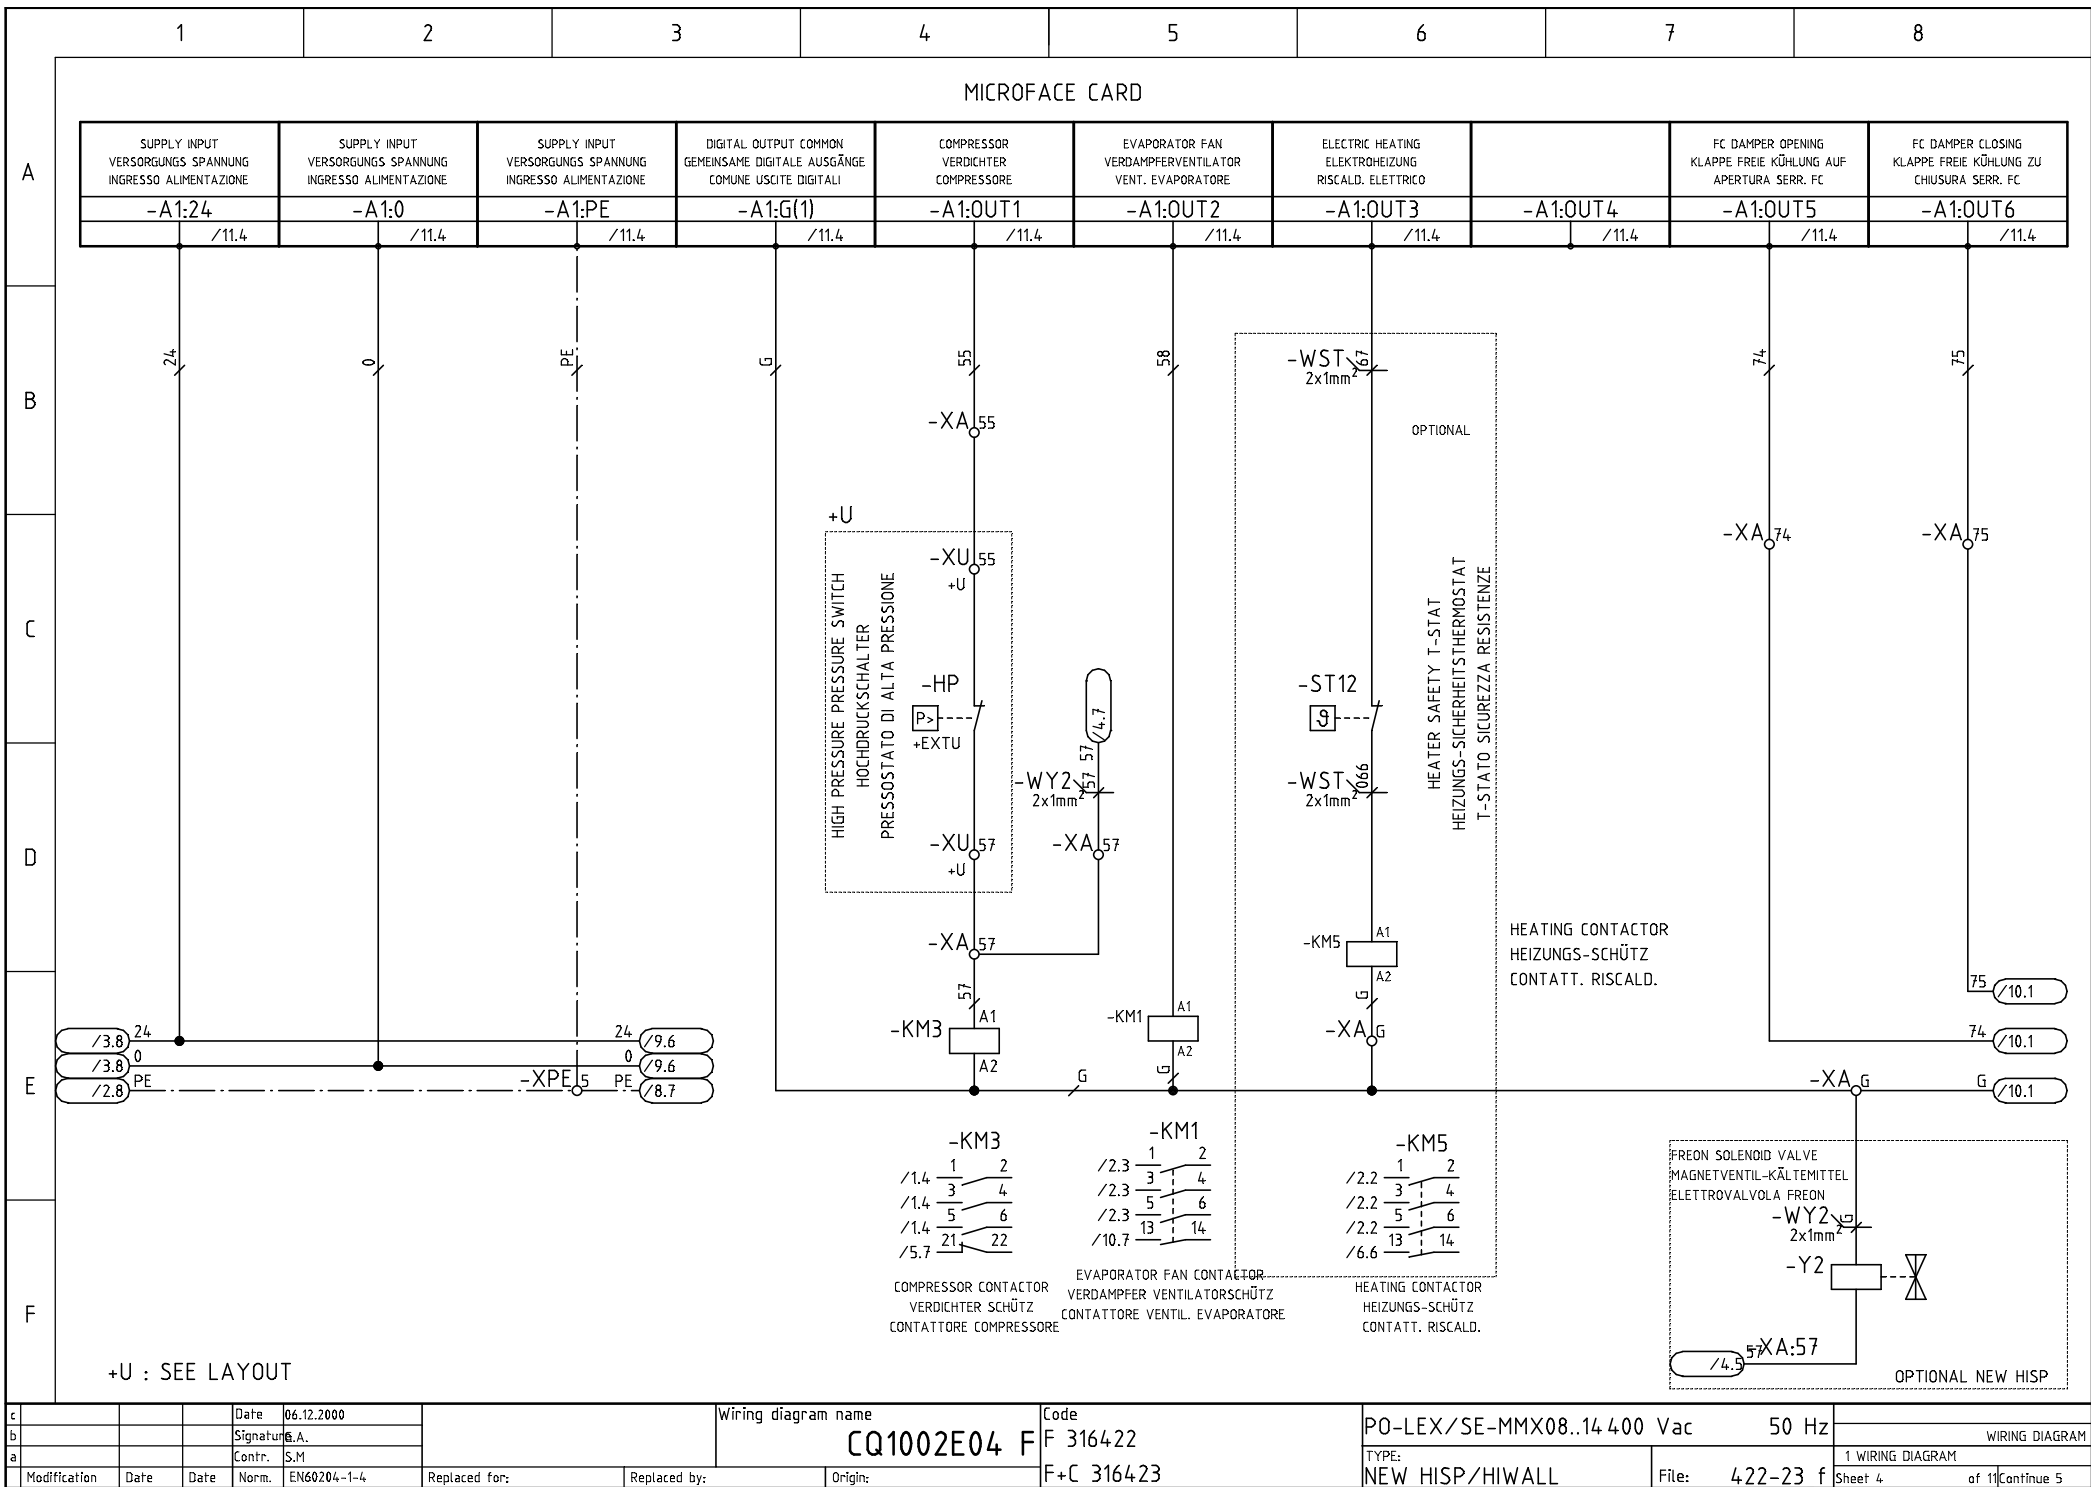 1 2 3 4 5 6 7 8
MICROFACE CARD
A
SUPPLY INPUT
VERSORGUNGS SPANNUNG
INGRESSO ALIMENTAZIONE
-A1:24
/11.4
SUPPLY INPUT
VERSORGUNGS SPANNUNG
INGRESSO ALIMENTAZIONE
-A1:0
/11.4
SUPPLY INPUT
VERSORGUNGS SPANNUNG
INGRESSO ALIMENTAZIONE
-A1:PE
/11.4
DIGITAL OUTPUT COMMON
GEMEINSAME DIGITALE AUSGÄNGE
COMUNE USCITE DIGITALI
-A1:G(1)
/11.4
COMPRESSOR
VERDICHTER
COMPRESSORE
-A1:OUT1
/11.4
EVAPORATOR FAN
VERDAMPFERVENTILATOR
VENT. EVAPORATORE
-A1:OUT2
/11.4
ELECTRIC HEATING
ELEKTROHEIZUNG
RISCALD. ELETTRICO
-A1:OUT3
/11.4
-A1:OUT4
/11.4
FC DAMPER OPENING
KLAPPE FREIE KÜHLUNG AUF
APERTURA SERR. FC
-A1:OUT5
/11.4
FC DAMPER CLOSING
KLAPPE FREIE KÜHLUNG ZU
CHIUSURA SERR. FC
-A1:OUT6
/11.4
B
24
0
PE
G
55
58
-WST 67
2x1mm²
74
75
-XA 55
OPTIONAL
C
+U
-XU 55
+U
HIGH PRESSURE PRESSURE SWITCH
HOCHDRUCKSCHALTER
PRESSOSTATO DI ALTA PRESSIONE
-HP
P>
+EXTU
/4.7
57
-WY2 57
2x1mm²
-XA 57
-ST12
ϑ
-WST 066
2x1mm²
HEATER SAFETY T-STAT
HEIZUNGS-SICHERHEITSTHERMOSTAT
T-STATO SICUREZZA RESISTENZE
-XA 74
-XA 75
D
-XU 57
+U
-XA 57
-KM5 A1
A2
HEATING CONTACTOR
HEIZUNGS-SCHÜTZ
CONTATT. RISCALD.
E
/3.8 24
24 /9.6
/3.8 0
0 /9.6
/2.8 PE
-XPE 5
PE /8.7
57
-KM3 A1
A2
G
-KM1 A1
A2
G
G
-XA G
75 /10.1
74 /10.1
-XA G
G /10.1
-KM3
/1.4 1 2
/1.4 3 4
/1.4 5 6
/5.7 21 22
COMPRESSOR CONTACTOR
VERDICHTER SCHÜTZ
CONTATTORE COMPRESSORE
-KM1
/2.3 1 2
/2.3 3 4
/2.3 5 6
/10.7 13 14
EVAPORATOR FAN CONTACTOR
VERDAMPFER VENTILATORSCHÜTZ
CONTATTORE VENTIL. EVAPORATORE
-KM5
/2.2 1 2
/2.2 3 4
/2.2 5 6
/6.6 13 14
HEATING CONTACTOR
HEIZUNGS-SCHÜTZ
CONTATT. RISCALD.
FREON SOLENOID VALVE
MAGNETVENTIL-KÄLTEMITTEL
ELETTROVALVOLA FREON
-WY2 G
2x1mm²
-Y2
/4.5 57 -XA:57
OPTIONAL NEW HISP
F
+U : SEE LAYOUT
c
b
a
Modification Date Date
Date 06.12.2000
Signature G.A.
Contr. S.M
Norm. EN60204-1-4
Replaced for:
Replaced by:
Wiring diagram name
CQ1002E04 F
Origin:
Code
F 316422
F+C 316423
PO-LEX/SE-MMX08..14 400 Vac 50 Hz
TYPE:
NEW HISP/HIWALL
File: 422-23 f
WIRING DIAGRAM
1 WIRING DIAGRAM
Sheet 4 of 11 Continue 5